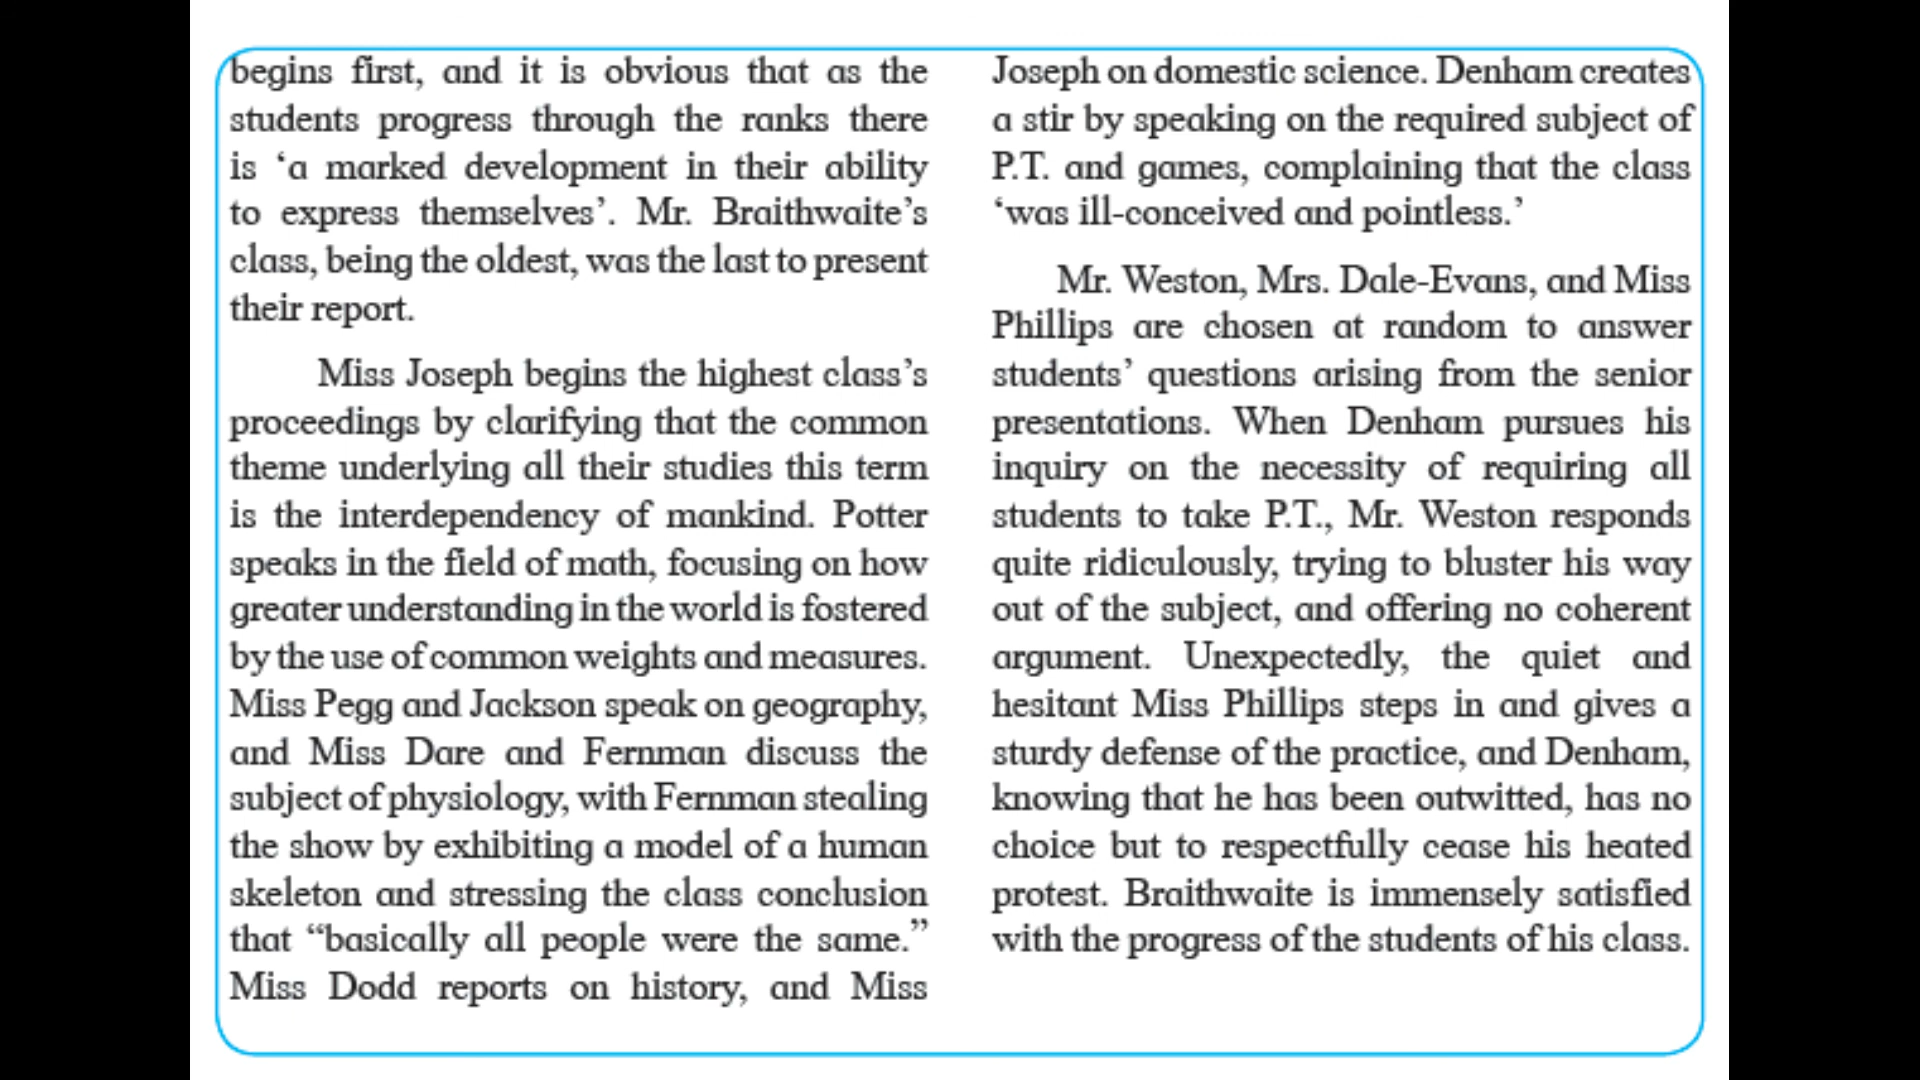 begins first, and it is obvious that as the
students progress through the ranks there
is ‘a marked development in their ability
to express themselves’. Mr. Braithwaite’s
class, being the oldest, was the last to present
their report.
Miss Joseph begins the highest class’s
proceedings by clarifying that the common
theme underlying all their studies this term
is the interdependency of mankind. Potter
speaks in the field of math, focusing on how
greater understanding in the world is fostered
by the use of common weights and measures.
Miss Pegg and Jackson speak on geography,
and Miss Dare and Fernman discuss the
subject of physiology, with Fernman stealing
the show by exhibiting a model of a human
skeleton and stressing the class conclusion
that “basically all people were the same.”
Miss Dodd reports on history, and Miss
Joseph on domestic science. Denham creates
a stir by speaking on the required subject of
P.T. and games, complaining that the class
‘was ill-conceived and pointless.’
Mr. Weston, Mrs. Dale-Evans, and Miss
Phillips are chosen at random to answer
students’ questions arising from the senior
presentations. When Denham pursues his
inquiry on the necessity of requiring all
students to take P.T., Mr. Weston responds
quite ridiculously, trying to bluster his way
out of the subject, and offering no coherent
argument. Unexpectedly, the quiet and
hesitant Miss Phillips steps in and gives a
sturdy defense of the practice, and Denham,
knowing that he has been outwitted, has no
choice but to respectfully cease his heated
protest. Braithwaite is immensely satisfied
with the progress of the students of his class.